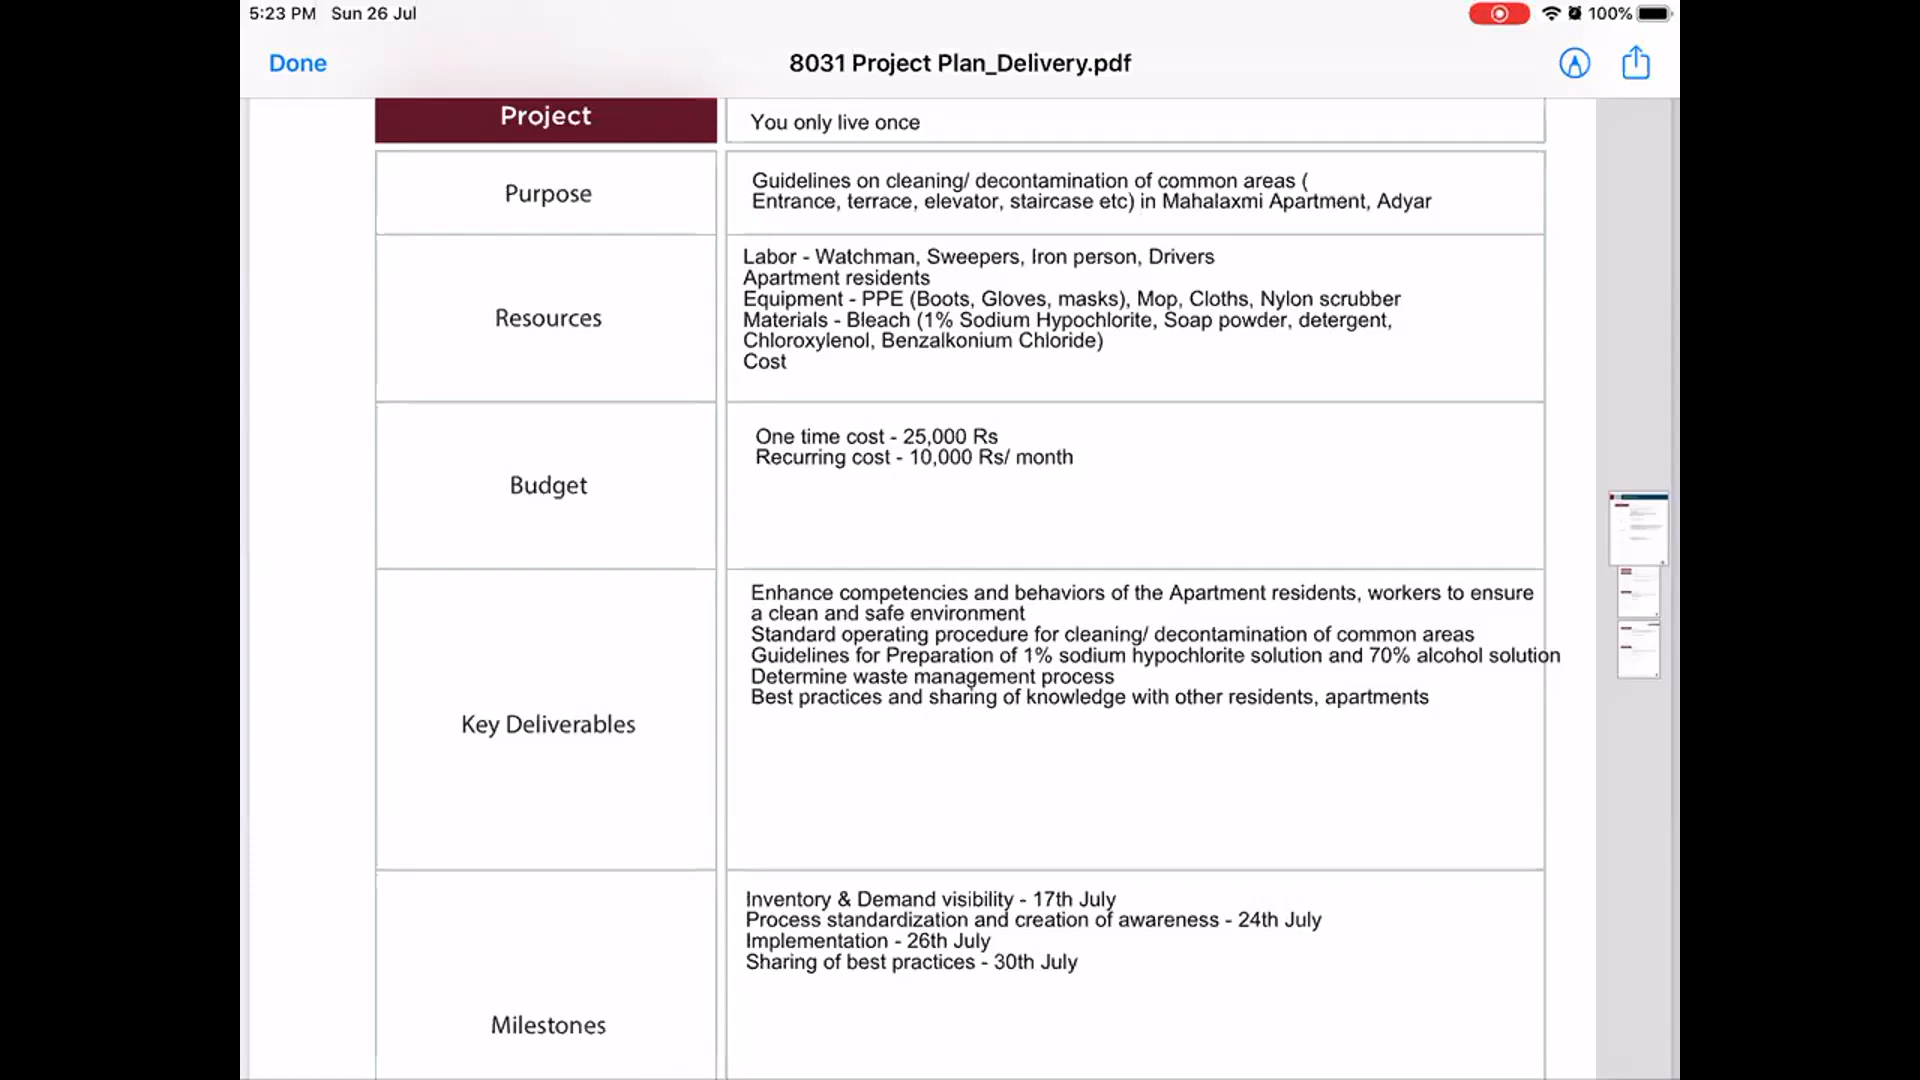 5:23 PM Sun 26 Jul
100%
Done
8031 Project Plan_Delivery.pdf
Project
You only live once
Purpose
Guidelines on cleaning/ decontamination of common areas (
Entrance, terrace, elevator, staircase etc) in Mahalaxmi Apartment, Adyar
Resources
Labor - Watchman, Sweepers, Iron person, Drivers
Apartment residents
Equipment - PPE (Boots, Gloves, masks), Mop, Cloths, Nylon scrubber
Materials - Bleach (1% Sodium Hypochlorite, Soap powder, detergent,
Chloroxylenol, Benzalkonium Chloride)
Cost
Budget
One time cost - 25,000 Rs
Recurring cost - 10,000 Rs/ month
Key Deliverables
Enhance competencies and behaviors of the Apartment residents, workers to ensure
a clean and safe environment
Standard operating procedure for cleaning/ decontamination of common areas
Guidelines for Preparation of 1% sodium hypochlorite solution and 70% alcohol solution
Determine waste management process
Best practices and sharing of knowledge with other residents, apartments
Milestones
Inventory & Demand visibility - 17th July
Process standardization and creation of awareness - 24th July
Implementation - 26th July
Sharing of best practices - 30th July